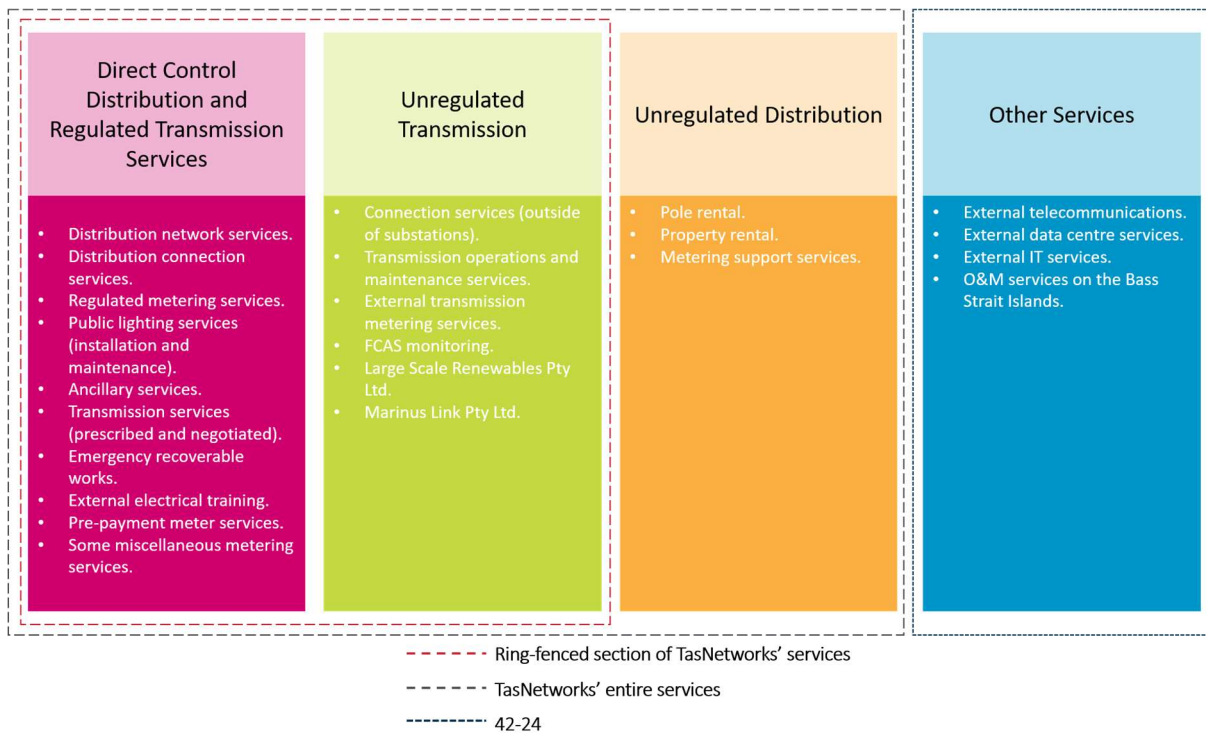 Direct Control
Distribution and
Regulated Transmission
Services
• Distribution network services.
• Distribution connection
services.
• Regulated metering services.
• Public lighting services
(installation and
maintenance).
• Ancillary services.
• Transmission services
(prescribed and negotiated).
• Emergency recoverable
works.
• External electrical training.
• Pre-payment meter services.
• Some miscellaneous metering
services.
Unregulated
Transmission
• Connection services (outside
of substations).
• Transmission operations and
maintenance services.
• External transmission
metering services.
• FCAS monitoring.
• Large Scale Renewables Pty
Ltd.
• Marinus Link Pty Ltd.
Unregulated Distribution
• Pole rental.
• Property rental.
• Metering support services.
Other Services
• External telecommunications.
• External data centre services.
• External IT services.
• O&M services on the Bass
Strait Islands.
Ring-fenced section of TasNetworks’ services
TasNetworks’ entire services
42-24